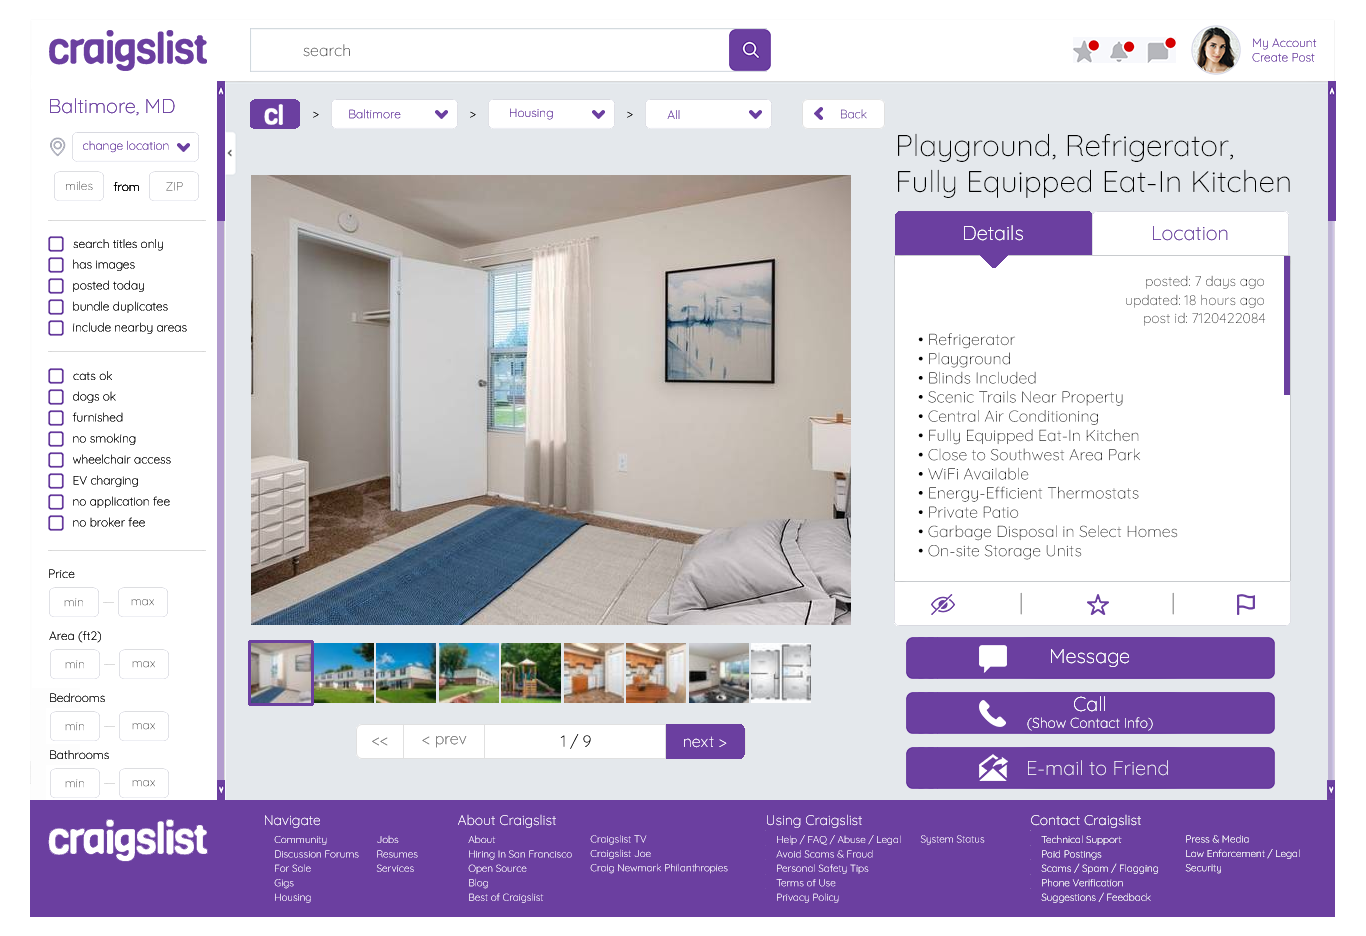 craigslist
search
My Account
Create Post
Baltimore, MD
change location
miles from ZIP
search titles only
has images
posted today
bundle duplicates
include nearby areas
cats ok
dogs ok
furnished
no smoking
wheelchair access
EV charging
no application fee
no broker fee
Price
min — max
Area (ft2)
min — max
Bedrooms
min — max
Bathrooms
min — max
cl > Baltimore > Housing > All < Back
Playground, Refrigerator,
Fully Equipped Eat-In Kitchen
Details Location
posted: 7 days ago
updated: 18 hours ago
post id: 7120422084
• Refrigerator
• Playground
• Blinds Included
• Scenic Trails Near Property
• Central Air Conditioning
• Fully Equipped Eat-In Kitchen
• Close to Southwest Area Park
• WiFi Available
• Energy-Efficient Thermostats
• Private Patio
• Garbage Disposal in Select Homes
• On-site Storage Units
Message
Call
(Show Contact Info)
E-mail to Friend
<< < prev 1 / 9 next >
craigslist
Navigate
Community
Discussion Forums
For Sale
Gigs
Housing
Jobs
Resumes
Services
About Craigslist
About
Hiring In San Francisco
Open Source
Blog
Best of Craigslist
Craigslist TV
Craigslist Joe
Craig Newmark Philanthropies
Using Craigslist
Help / FAQ / Abuse / Legal
Avoid Scams & Fraud
Personal Safety Tips
Terms of Use
Privacy Policy
System Status
Contact Craigslist
Technical Support
Paid Postings
Scams / Spam / Flagging
Phone Verification
Suggestions / Feedback
Press & Media
Law Enforcement / Legal
Security